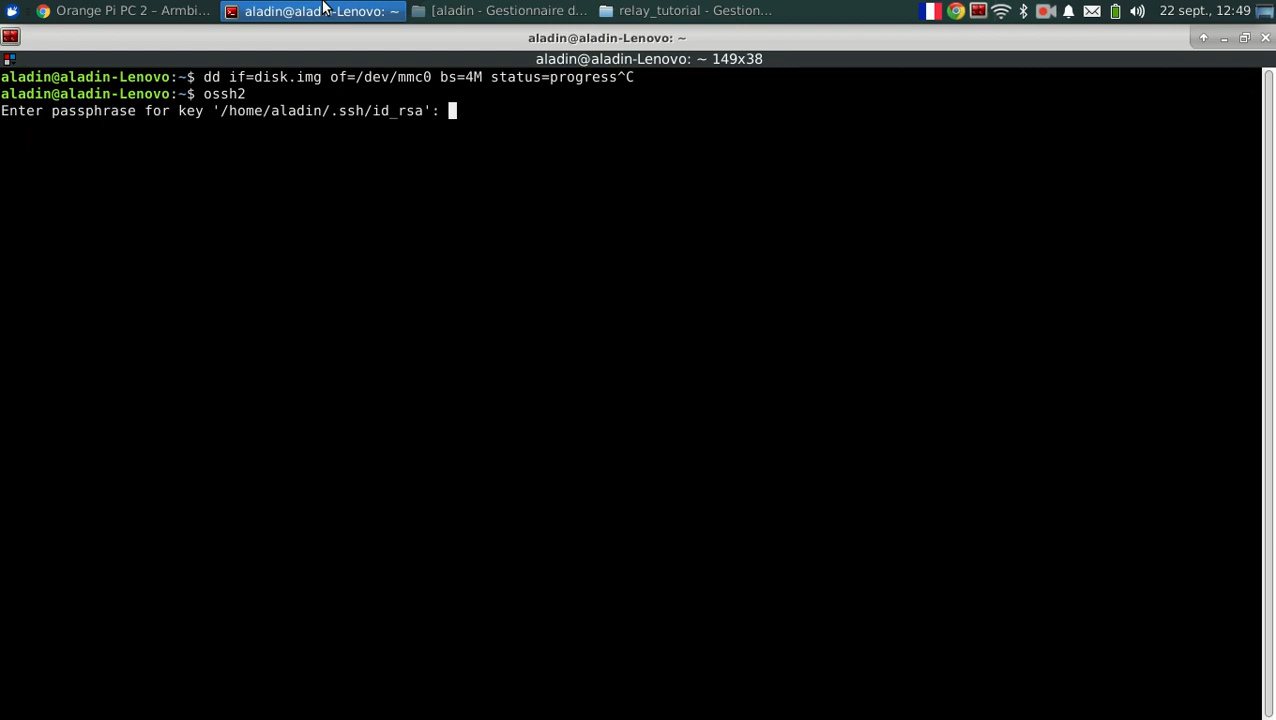 Orange Pi PC 2 – Armbi... aladin@aladin-Lenovo: ~ [aladin - Gestionnaire d... relay_tutorial - Gestion... 22 sept., 12:49
aladin@aladin-Lenovo: ~
aladin@aladin-Lenovo: ~ 149x38
aladin@aladin-Lenovo:~$ dd if=disk.img of=/dev/mmc0 bs=4M status=progress^C
aladin@aladin-Lenovo:~$ ossh2
Enter passphrase for key '/home/aladin/.ssh/id_rsa':